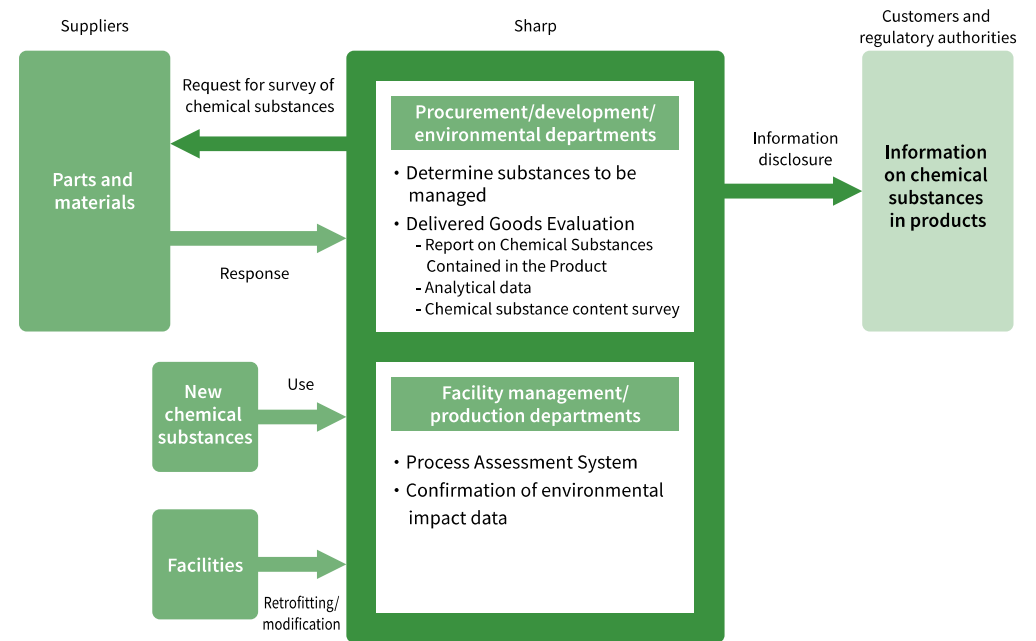 Suppliers
Sharp
Customers and
regulatory authorities
Request for survey of
chemical substances
Parts and
materials
Response
Procurement/development/
environmental departments
・Determine substances to be
managed
・Delivered Goods Evaluation
- Report on Chemical Substances
Contained in the Product
- Analytical data
- Chemical substance content survey
Information
disclosure
Information
on chemical
substances
in products
New
chemical
substances
Use
Facility management/
production departments
・Process Assessment System
・Confirmation of environmental
impact data
Facilities
Retrofitting/
modification